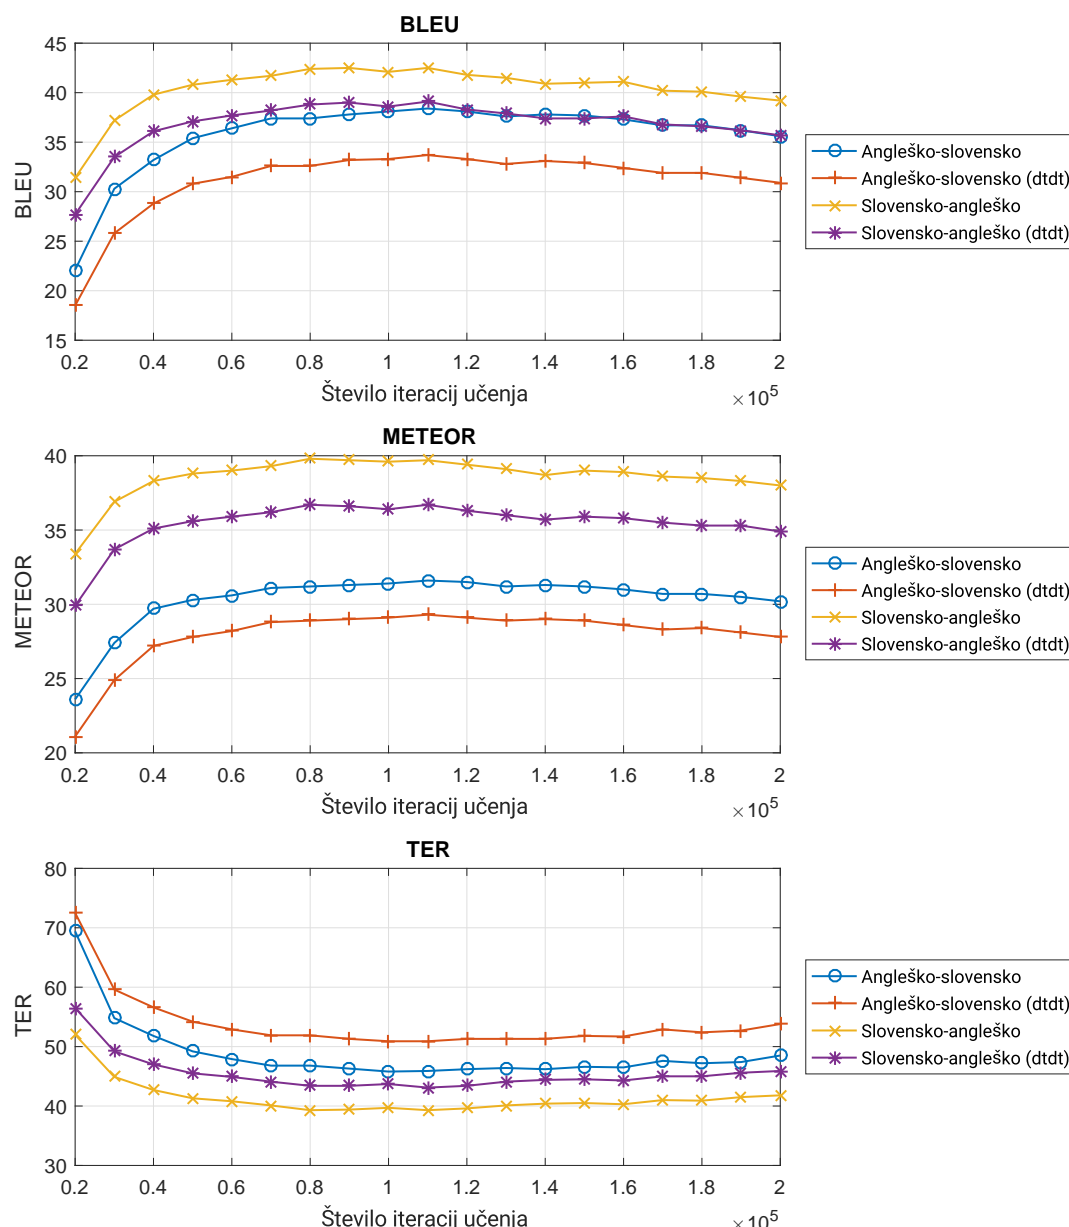 BLEU
45
40
35
30
25
20
15
BLEU
0.2 0.4 0.6 0.8 1 1.2 1.4 1.6 1.8 2
Število iteracij učenja
×10^5
Angleško-slovensko
Angleško-slovensko (dtdt)
Slovensko-angleško
Slovensko-angleško (dtdt)
METEOR
40
35
30
25
20
METEOR
0.2 0.4 0.6 0.8 1 1.2 1.4 1.6 1.8 2
Število iteracij učenja
×10^5
Angleško-slovensko
Angleško-slovensko (dtdt)
Slovensko-angleško
Slovensko-angleško (dtdt)
TER
80
70
60
50
40
30
TER
0.2 0.4 0.6 0.8 1 1.2 1.4 1.6 1.8 2
Število iteracij učenja
×10^5
Angleško-slovensko
Angleško-slovensko (dtdt)
Slovensko-angleško
Slovensko-angleško (dtdt)